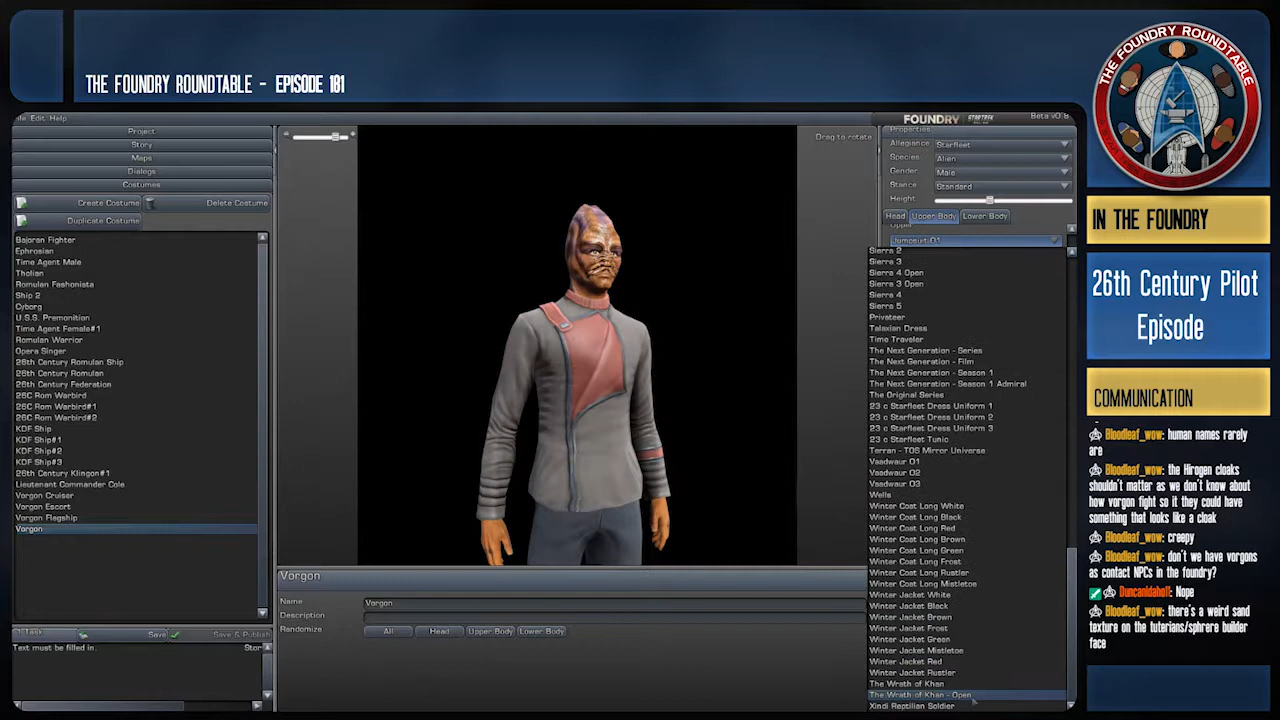 THE FOUNDRY ROUNDTABLE - EPISODE 181
THE FOUNDRY ROUNDTABLE
File Edit Help
FOUNDRY
STAR TREK
Beta v0.8
Project
Story
Maps
Dialogs
Costumes
Create Costume
Delete Costume
Duplicate Costume
Bajoran Fighter
Ephrosian
Time Agent Male
Tholian
Romulan Fashionista
Ship 2
Cyborg
U.S.S. Premonition
Time Agent Female#1
Romulan Warrior
Opera Singer
26th Century Romulan Ship
26th Century Romulan
26th Century Federation
26C Rom Warbird
26C Rom Warbird#1
26C Rom Warbird#2
KDF Ship
KDF Ship#1
KDF Ship#2
KDF Ship#3
26th Century Klingon#1
Lieutenant Commander Cole
Vorgon Cruiser
Vorgon Escort
Vorgon Flagship
Vorgon
Save
Save & Publish
Text must be filled in.
Stor
Drag to rotate
Vorgon
Name
Vorgon
Description
Randomize
All
Head
Upper Body
Lower Body
Properties
Allegiance
Starfleet
Species
Alien
Gender
Male
Stance
Standard
Height
Head
Upper Body
Lower Body
Upper
Jumpsuit 01
Sierra 2
Sierra 3
Sierra 4 Open
Sierra 3 Open
Sierra 4
Sierra 5
Privateer
Talaxian Dress
Time Traveler
The Next Generation - Series
The Next Generation - Film
The Next Generation - Season 1
The Next Generation - Season 1 Admiral
The Original Series
23 c Starfleet Dress Uniform 1
23 c Starfleet Dress Uniform 2
23 c Starfleet Dress Uniform 3
23 c Starfleet Tunic
Terran - TOS Mirror Universe
Vaadwaur 01
Vaadwaur 02
Vaadwaur 03
Wells
Winter Coat Long White
Winter Coat Long Black
Winter Coat Long Red
Winter Coat Long Brown
Winter Coat Long Green
Winter Coat Long Frost
Winter Coat Long Rustler
Winter Coat Long Mistletoe
Winter Jacket White
Winter Jacket Black
Winter Jacket Brown
Winter Jacket Frost
Winter Jacket Green
Winter Jacket Mistletoe
Winter Jacket Red
Winter Jacket Rustler
The Wrath of Khan
The Wrath of Khan - Open
Xindi Reptilian Soldier
IN THE FOUNDRY
26th Century Pilot
Episode
COMMUNICATION
Bloodleaf_wow: human names rarely
are
Bloodleaf_wow: the Hirogen cloaks
shouldn't matter as we don't know about
how vorgon fight so it they could have
something that looks like a cloak
Bloodleaf_wow: creepy
Bloodleaf_wow: don't we have vorgons
as contact NPCs in the foundry?
DuncanIdaho11: Nope
Bloodleaf_wow: there's a weird sand
texture on the tuterians/sphrere builder
face